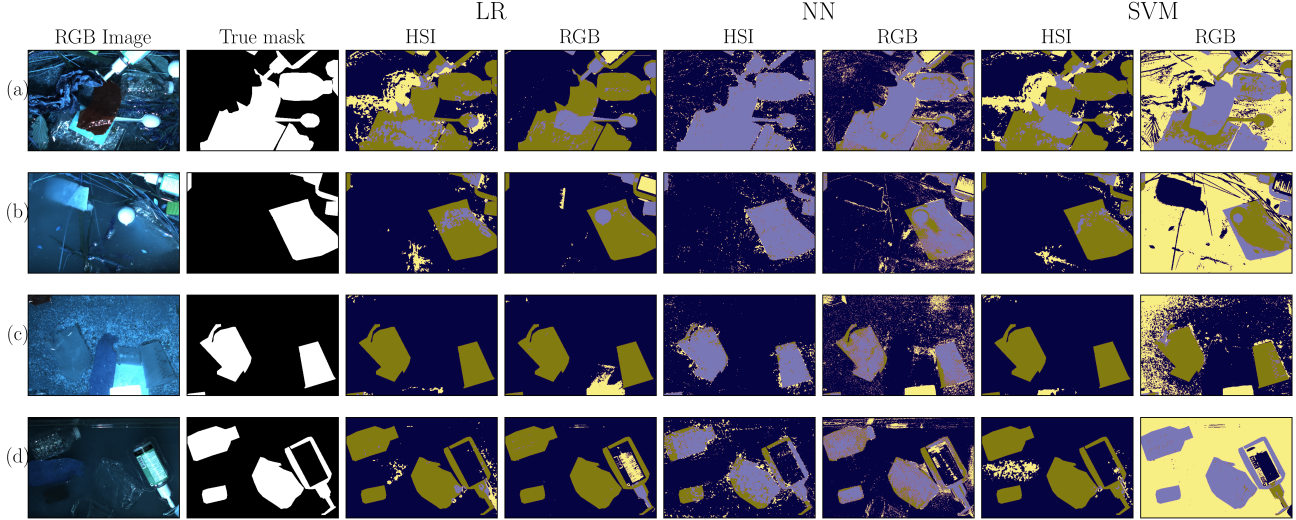 LR NN SVM
RGB Image True mask HSI RGB HSI RGB HSI RGB
(a)
(b)
(c)
(d)